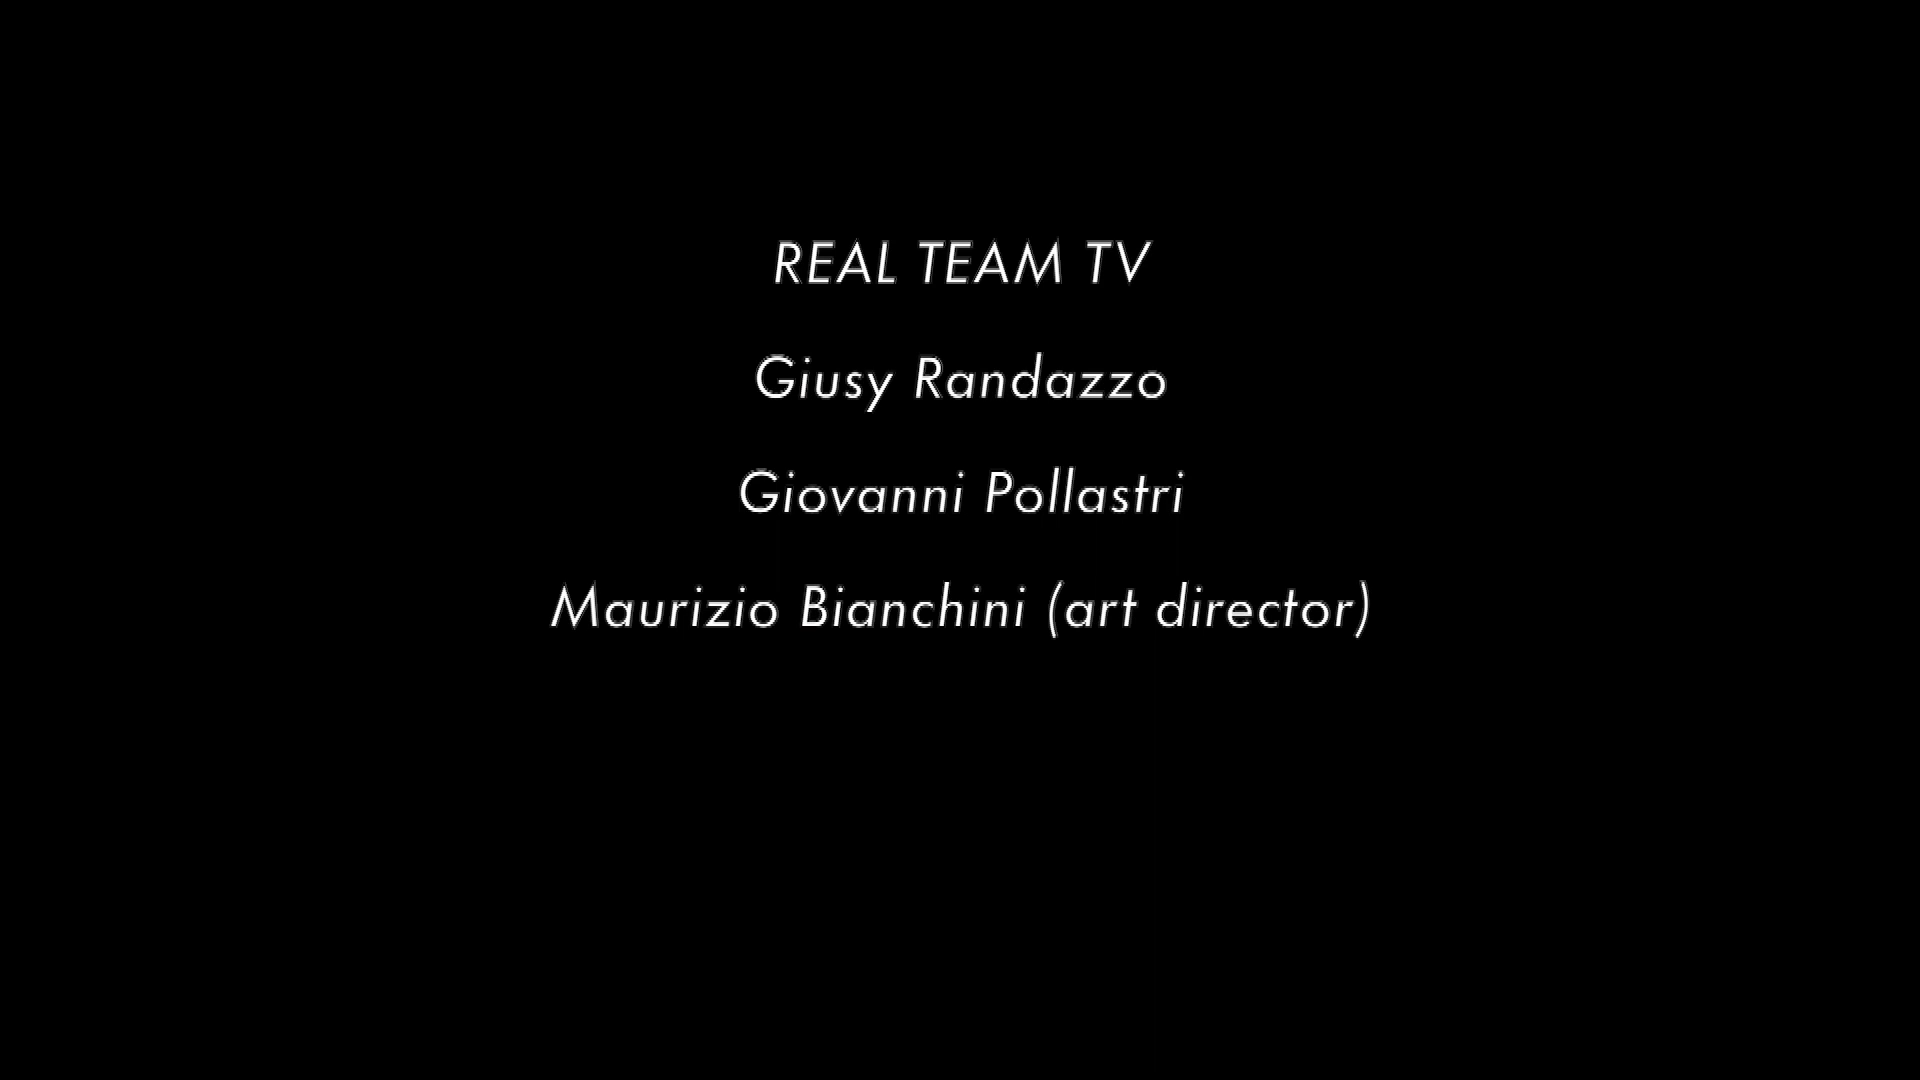 REAL TEAM TV
Giusy Randazzo
Giovanni Pollastri
Maurizio Bianchini (art director)